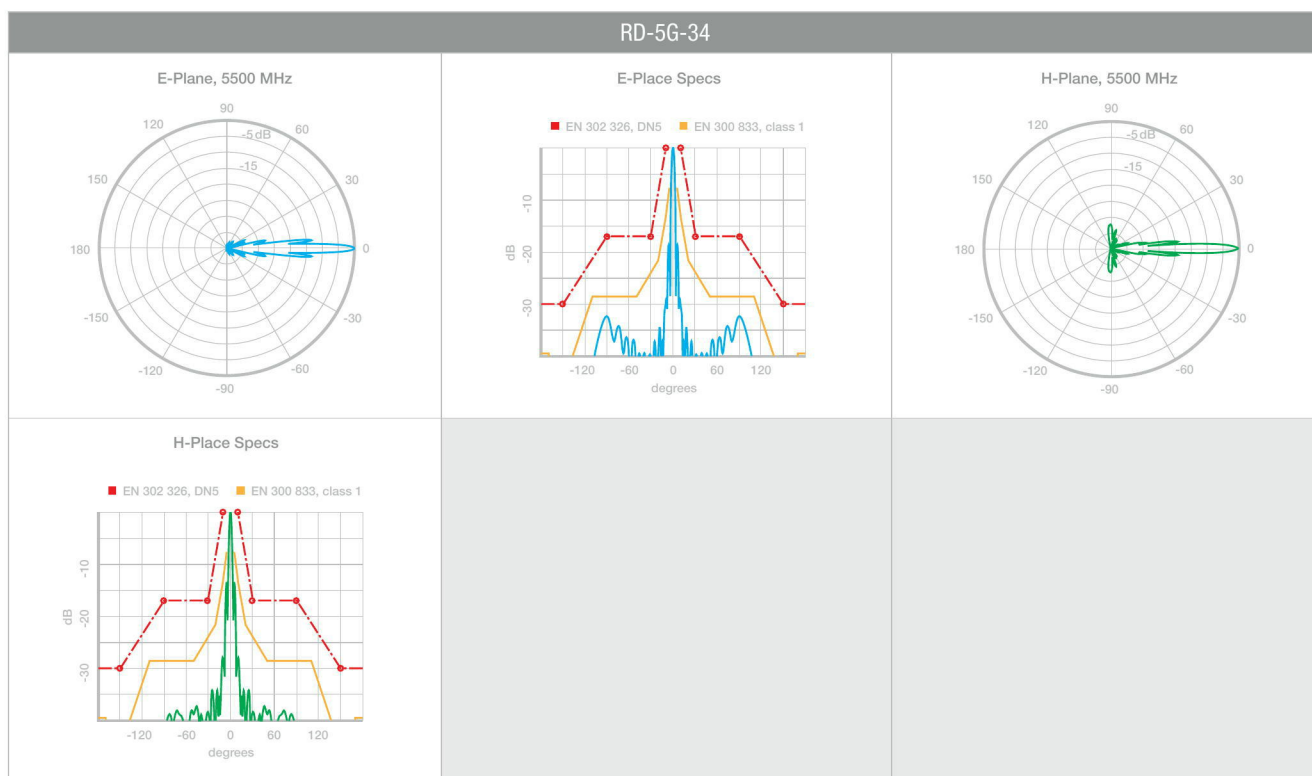 RD-5G-34
E-Plane, 5500 MHz
90
120
60
-5 dB
-15
150
30
180
0
-150
-30
-120
-60
-90
E-Place Specs
EN 302 326, DN5
EN 300 833, class 1
-10
dB
-30
-120
-60
0
60
120
degrees
H-Plane, 5500 MHz
90
120
60
-5 dB
-15
150
30
180
0
-150
-30
-120
-60
-90
H-Place Specs
EN 302 326, DN5
EN 300 833, class 1
-10
-20
dB
-30
-120
-60
0
60
120
degrees